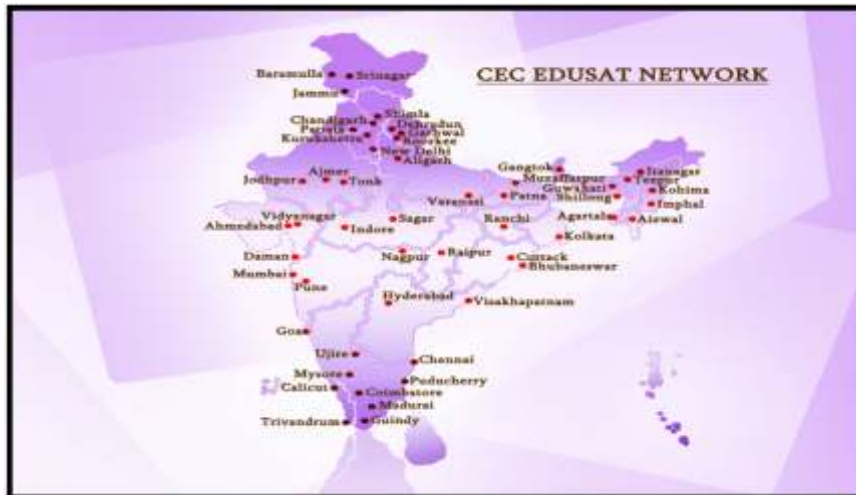 CEC EDUSAT NETWORK
Baramulla
Srinagar
Jammu
Shimla
Chandigarh
Dehrudun
Patiala
Garhwal
Kurukshetra
Roorkee
New Delhi
Aligarh
Gangtok
Itanagar
Ajmer
Muzaffarpur
Tezpur
Jodhpur
Tonk
Guwahati
Kohima
Varanasi
Patna
Shillong
Imphal
Vidyanagar
Sagar
Agartala
Aizwal
Ahmedabad
Indore
Ranchi
Kolkata
Daman
Nagpur
Raipur
Cuttack
Bhubaneswar
Mumbai
Pune
Hyderabad
Visakhapatnam
Goa
Ujire
Chennai
Mysore
Puducherry
Calicut
Coimbatore
Madurai
Trivandrum
Guindy